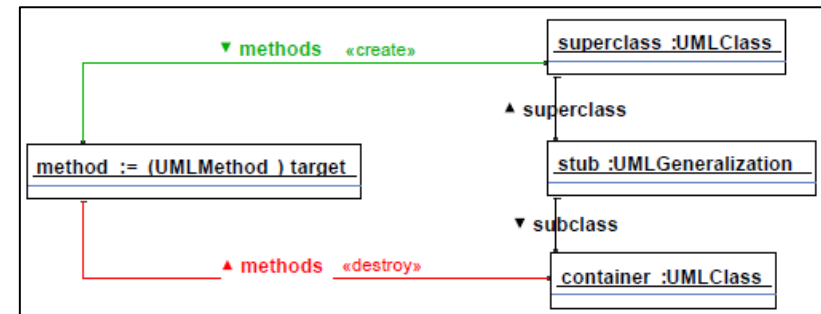 ▼ methods «create»
superclass :UMLClass
▲ superclass
method := (UMLMethod ) target
stub :UMLGeneralization
▼ subclass
▲ methods «destroy»
container :UMLClass